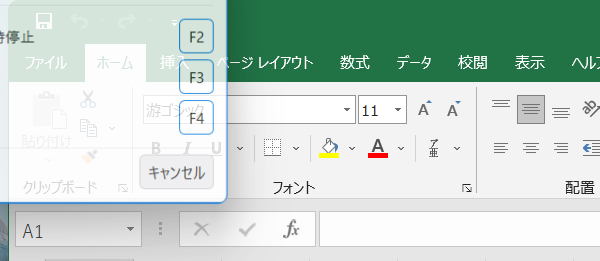 時停止
F2
ファイル ホーム 挿入 ページ レイアウト 数式 データ 校閲 表示 ヘル
F3
游ゴシック 11 A A
F4
貼り付け
B I U A 亜
キャンセル
クリップボード フォント 配置
A1 fx